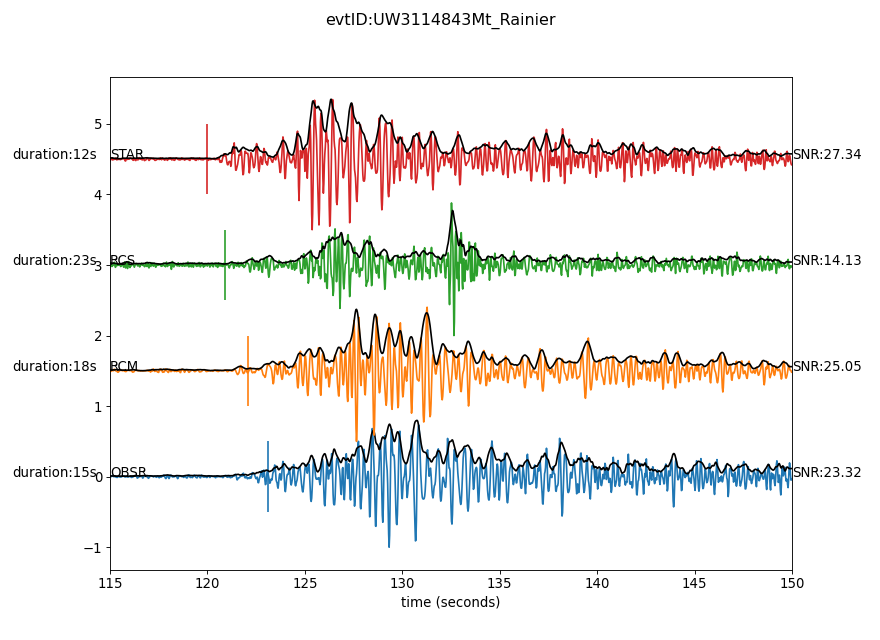 evtID:UW3114843Mt_Rainier
5
duration:12s STAR SNR:27.34
4
duration:23s RCS SNR:14.13
3
2
duration:18s RCM SNR:25.05
1
duration:15s OBSR SNR:23.32
0
−1
115 120 125 130 135 140 145 150
time (seconds)